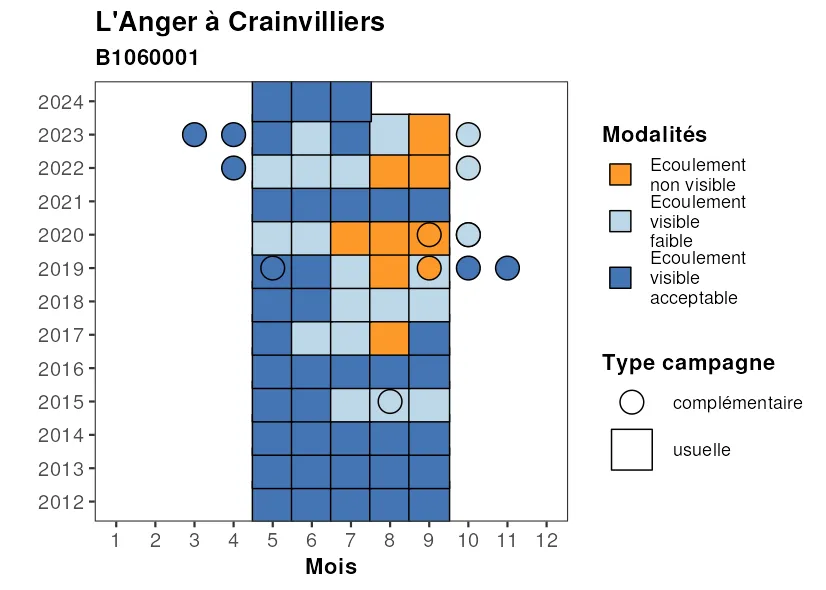 L'Anger à Crainvilliers
B1060001
2024
2023
2022
2021
2020
2019
2018
2017
2016
2015
2014
2013
2012
1 2 3 4 5 6 7 8 9 10 11 12
Mois
Modalités
Ecoulement
non visible
Ecoulement
visible
faible
Ecoulement
visible
acceptable
Type campagne
complémentaire
usuelle